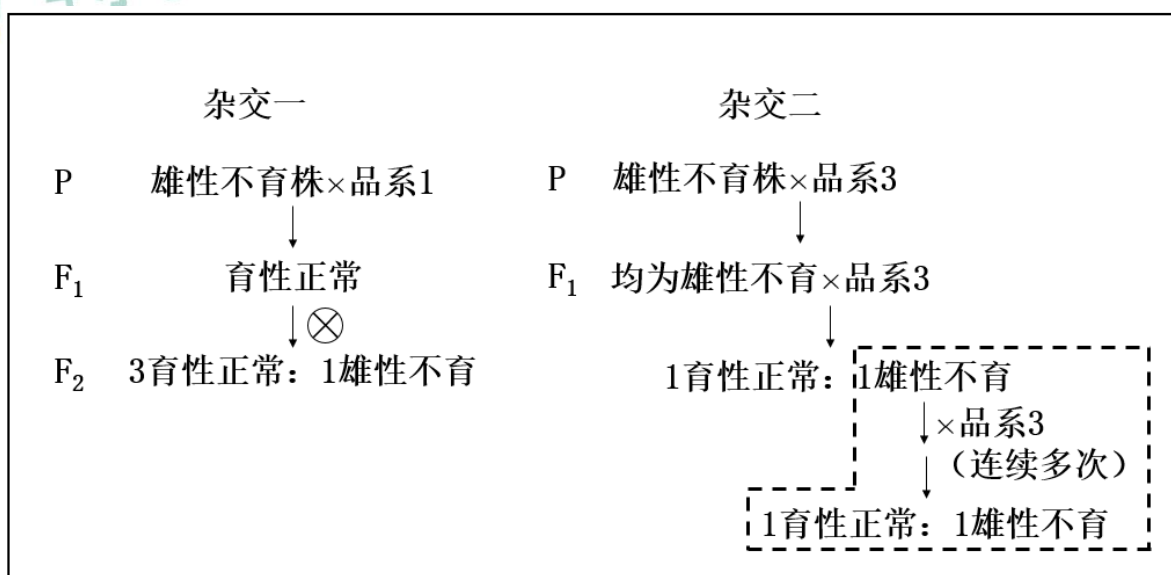 杂交一 杂交二
P 雄性不育株×品系1 P 雄性不育株×品系3
F₁ 育性正常 F₁ 均为雄性不育×品系3
F₂ 3育性正常：1雄性不育 1育性正常：1雄性不育
×品系3
（连续多次）
1育性正常：1雄性不育